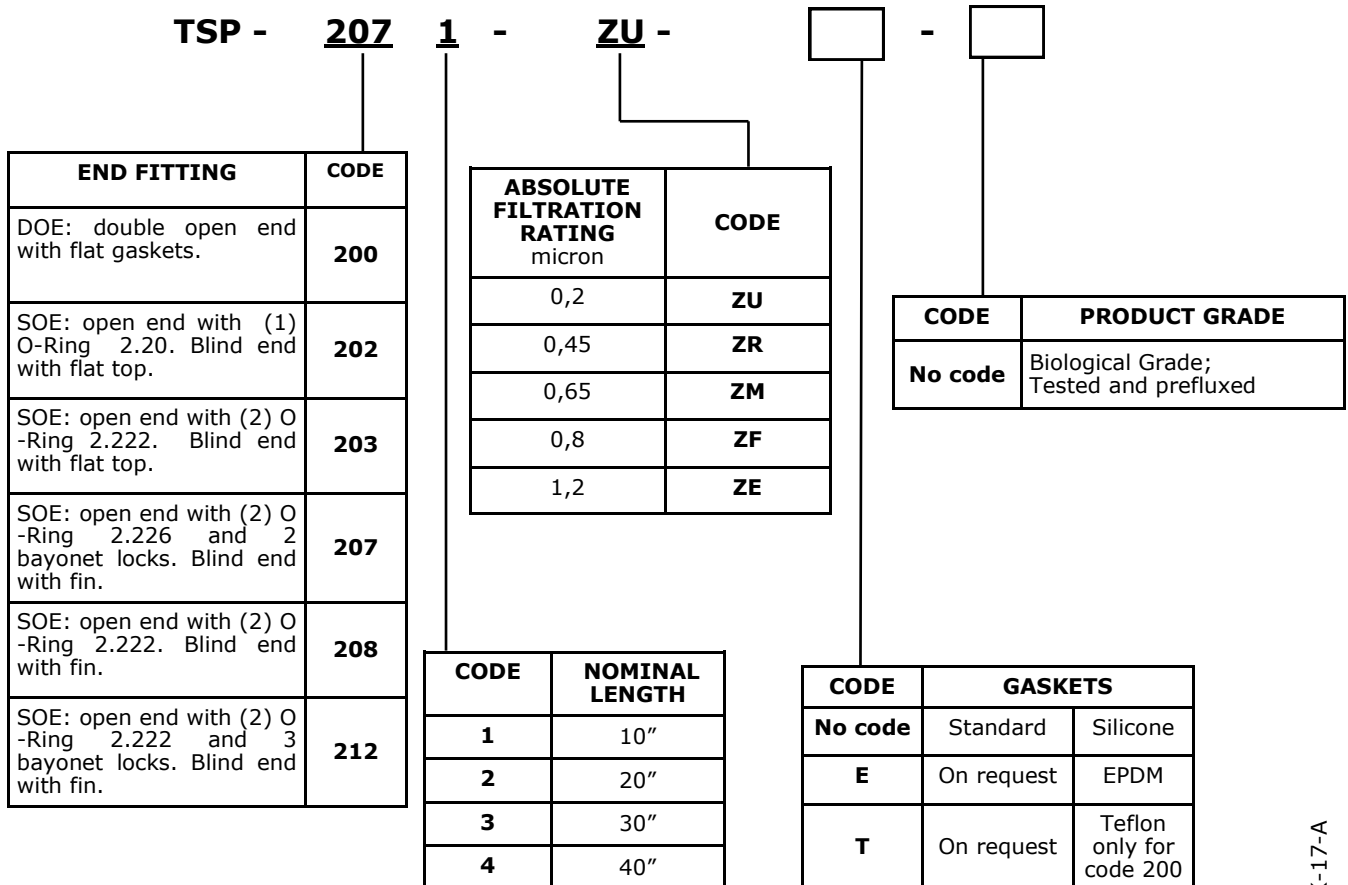 TSP - 207 1 - ZU - -
END FITTING CODE
DOE: double open end
with flat gaskets.
200
SOE: open end with (1)
O-Ring 2.20. Blind end
with flat top.
202
SOE: open end with (2) O
-Ring 2.222. Blind end
with flat top.
203
SOE: open end with (2) O
-Ring 2.226 and 2
bayonet locks. Blind end
with fin.
207
SOE: open end with (2) O
-Ring 2.222. Blind end
with fin.
208
SOE: open end with (2) O
-Ring 2.222 and 3
bayonet locks. Blind end
with fin.
212
ABSOLUTE
FILTRATION
RATING
micron
CODE
0,2 ZU
0,45 ZR
0,65 ZM
0,8 ZF
1,2 ZE
CODE PRODUCT GRADE
No code
Biological Grade;
Tested and prefluxed
CODE NOMINAL
LENGTH
1 10″
2 20″
3 30″
4 40″
CODE GASKETS
No code Standard Silicone
E On request EPDM
T On request
Teflon
only for
code 200
-17-A